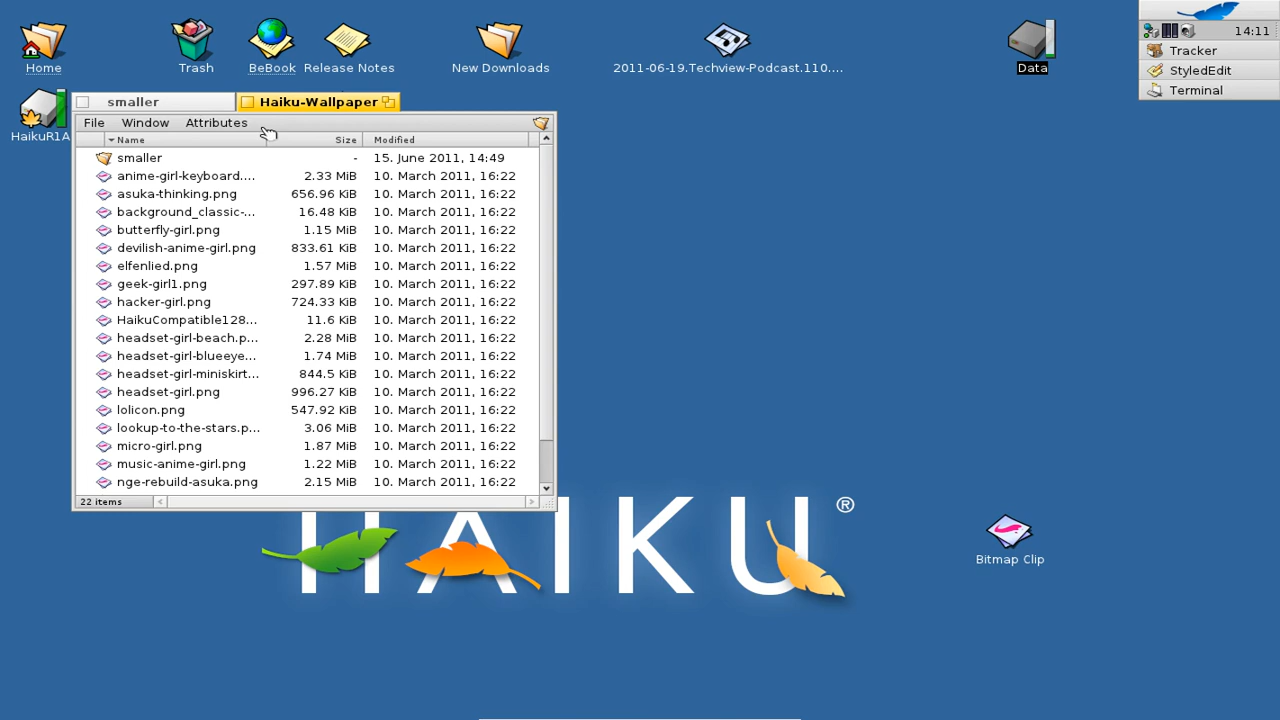 Home
Trash
BeBook
Release Notes
New Downloads
2011-06-19.Techview-Podcast.110....
Data
14:11
Tracker
StyledEdit
Terminal
HaikuR1A
smaller
Haiku-Wallpaper
File Window Attributes
Name Size Modified
smaller - 15. June 2011, 14:49
anime-girl-keyboard.... 2.33 MiB 10. March 2011, 16:22
asuka-thinking.png 656.96 KiB 10. March 2011, 16:22
background_classic-... 16.48 KiB 10. March 2011, 16:22
butterfly-girl.png 1.15 MiB 10. March 2011, 16:22
devilish-anime-girl.png 833.61 KiB 10. March 2011, 16:22
elfenlied.png 1.57 MiB 10. March 2011, 16:22
geek-girl1.png 297.89 KiB 10. March 2011, 16:22
hacker-girl.png 724.33 KiB 10. March 2011, 16:22
HaikuCompatible128... 11.6 KiB 10. March 2011, 16:22
headset-girl-beach.p... 2.28 MiB 10. March 2011, 16:22
headset-girl-blueeye... 1.74 MiB 10. March 2011, 16:22
headset-girl-miniskirt... 844.5 KiB 10. March 2011, 16:22
headset-girl.png 996.27 KiB 10. March 2011, 16:22
lolicon.png 547.92 KiB 10. March 2011, 16:22
lookup-to-the-stars.p... 3.06 MiB 10. March 2011, 16:22
micro-girl.png 1.87 MiB 10. March 2011, 16:22
music-anime-girl.png 1.22 MiB 10. March 2011, 16:22
nge-rebuild-asuka.png 2.15 MiB 10. March 2011, 16:22
22 items
HAIKU®
Bitmap Clip